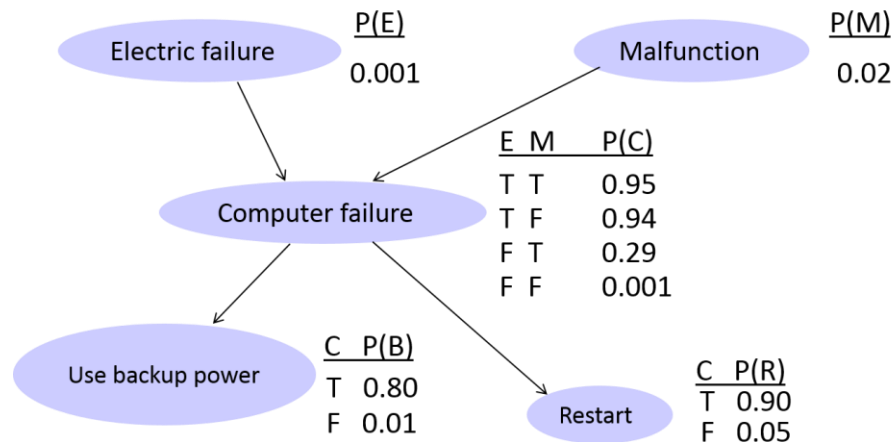 Electric failure
P(E)
0.001
Malfunction
P(M)
0.02
Computer failure
E M P(C)
T T 0.95
T F 0.94
F T 0.29
F F 0.001
Use backup power
C P(B)
T 0.80
F 0.01
Restart
C P(R)
T 0.90
F 0.05